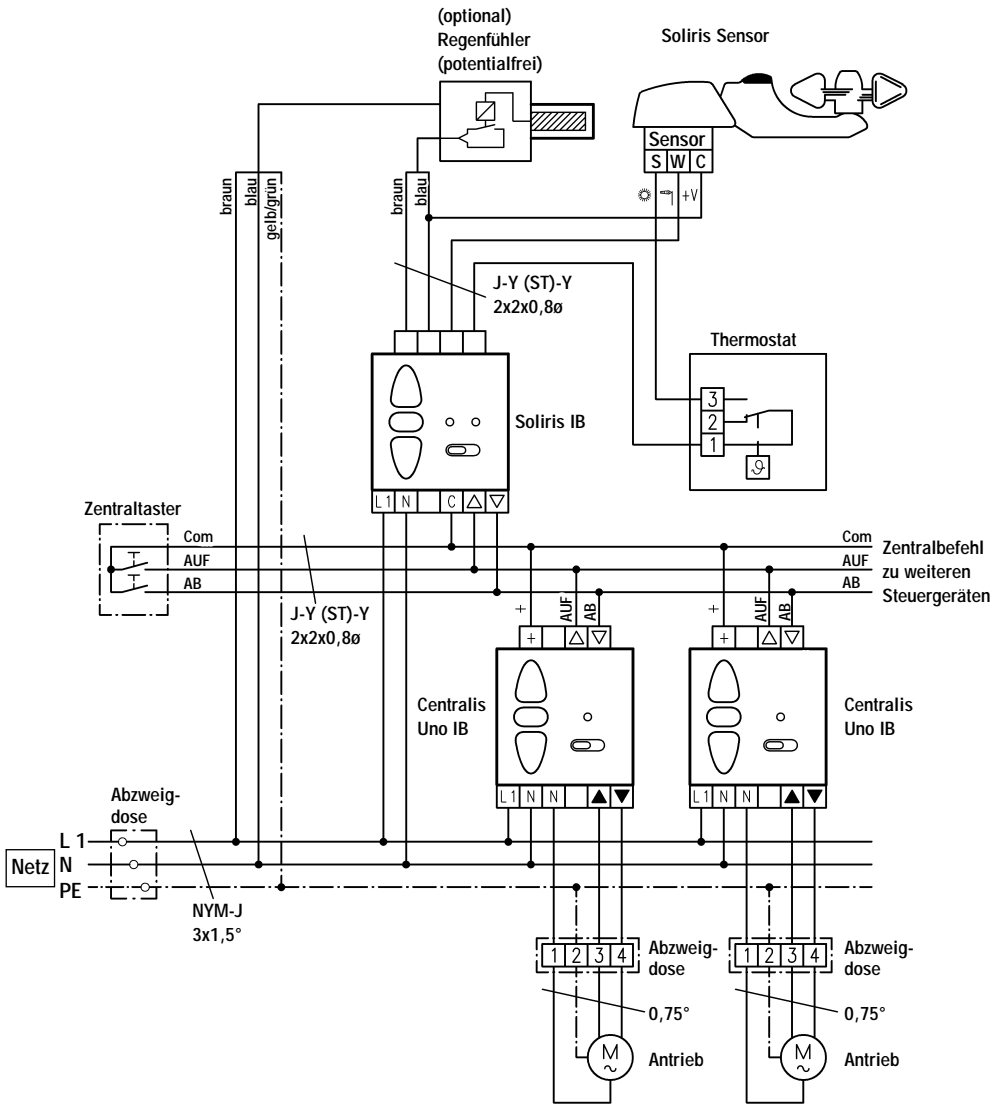 (optional)
Regenfühler
(potentialfrei)
Soliris Sensor
Sensor
S W C
+V
braun
blau
gelb/grün
braun
blau
J-Y (ST)-Y
2x2x0,8ø
Thermostat
3
2
1
ϑ
Soliris IB
L1 N C
Zentraltaster
Com
AUF
AB
Com
AUF
AB
Zentralbefehl
zu weiteren
Steuergeräten
J-Y (ST)-Y
2x2x0,8ø
+ AUF AB
+
+ AUF AB
+
Centralis
Uno IB
Centralis
Uno IB
L1 N N
L1 N N
Abzweig-
dose
L 1
Netz N
PE
NYM-J
3x1,5°
1 2 3 4
Abzweig-
dose
1 2 3 4
Abzweig-
dose
0,75°
0,75°
M
~
Antrieb
M
~
Antrieb